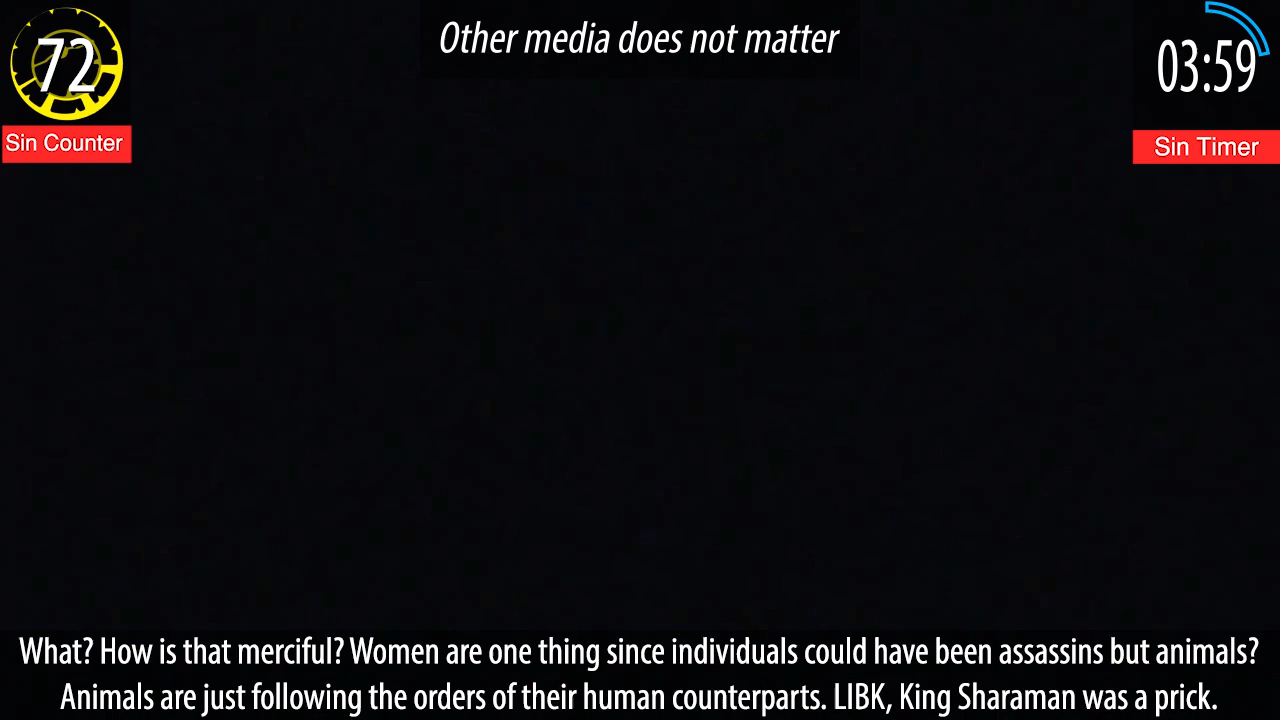 72
Sin Counter
Other media does not matter
03:59
Sin Timer
What? How is that merciful? Women are one thing since individuals could have been assassins but animals?
Animals are just following the orders of their human counterparts. LIBK, King Sharaman was a prick.